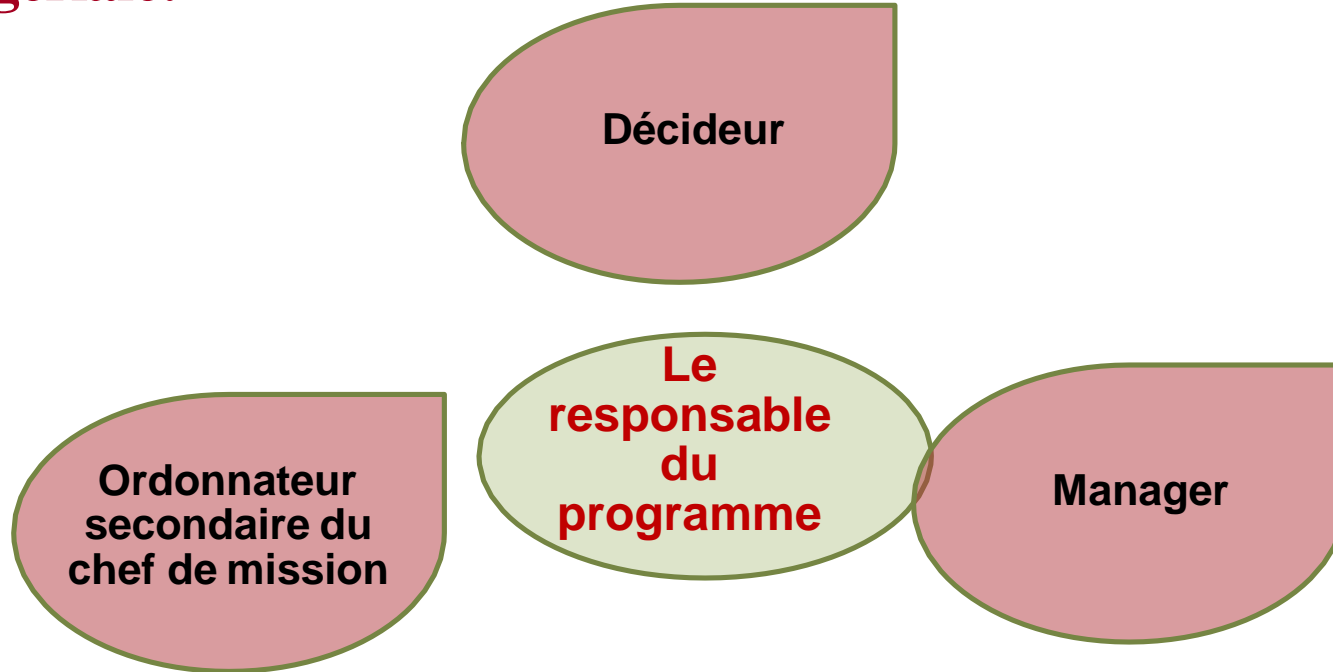 Décideur
Le
responsable
du
programme
Ordonnateur
secondaire du
chef de mission
Manager